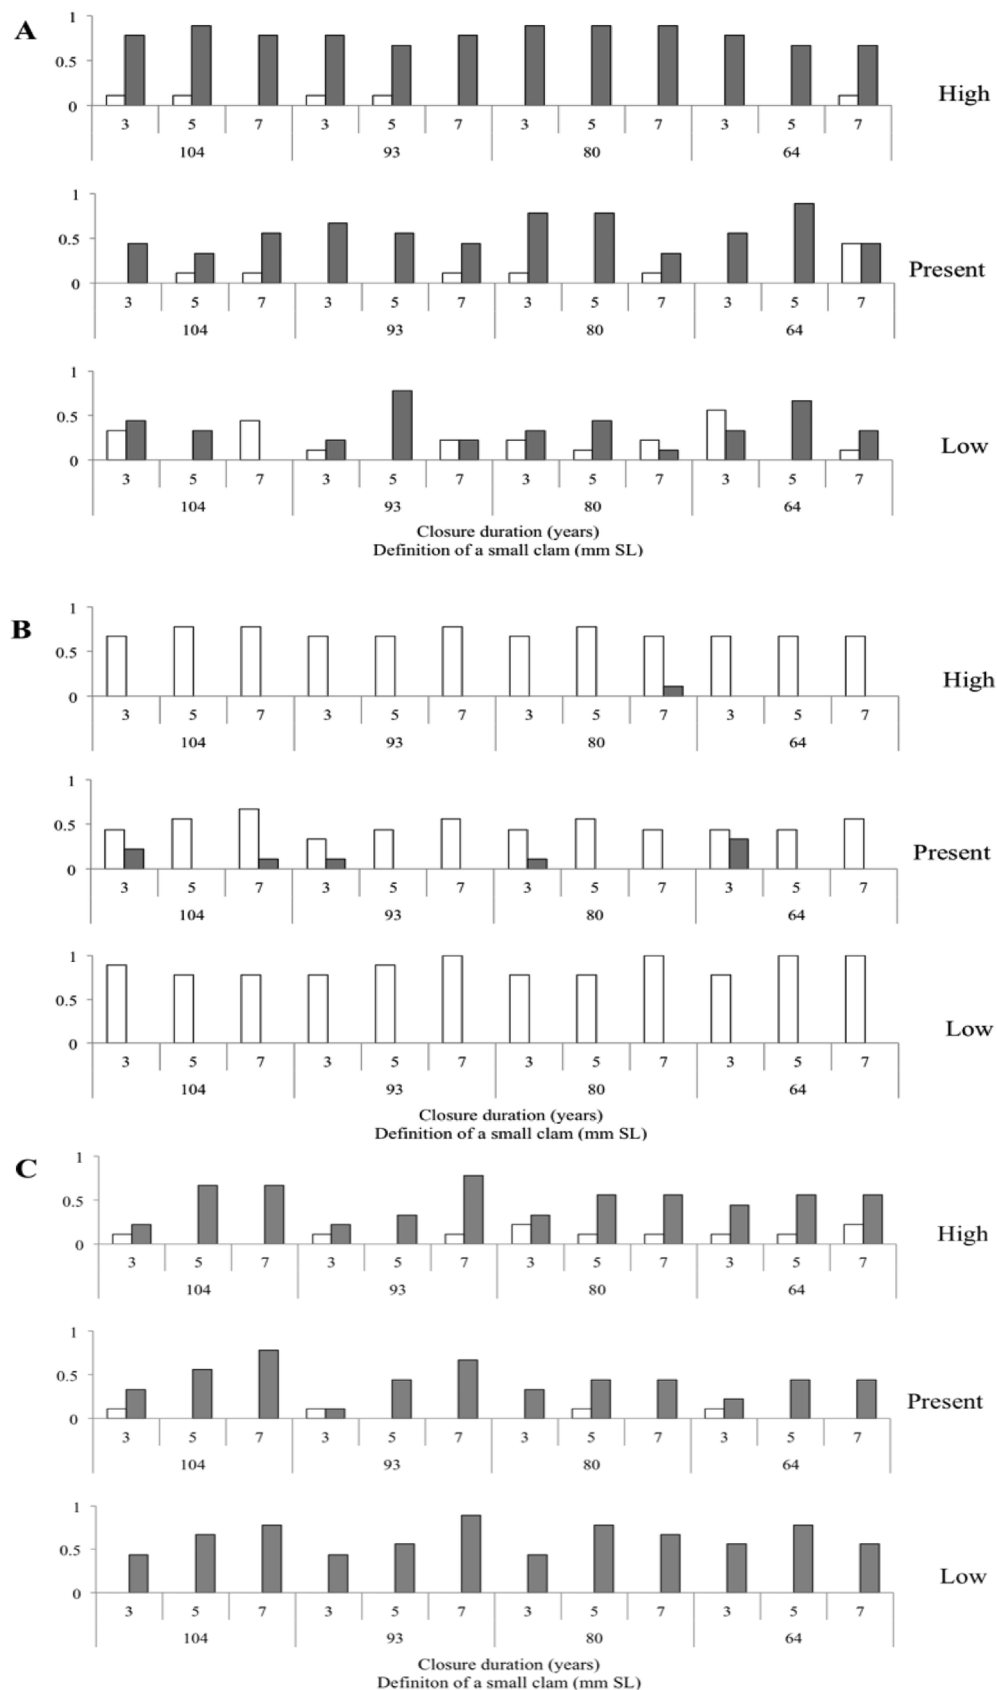 A
1
0.5
0
High
3 5 7 3 5 7 3 5 7 3 5 7
104 93 80 64
1
0.5
0
Present
3 5 7 3 5 7 3 5 7 3 5 7
104 93 80 64
1
0.5
0
Low
3 5 7 3 5 7 3 5 7 3 5 7
104 93 80 64
Closure duration (years)
Definition of a small clam (mm SL)
B
1
0.5
0
High
3 5 7 3 5 7 3 5 7 3 5 7
104 93 80 64
1
0.5
0
Present
3 5 7 3 5 7 3 5 7 3 5 7
104 93 80 64
1
0.5
0
Low
3 5 7 3 5 7 3 5 7 3 5 7
104 93 80 64
Closure duration (years)
Definition of a small clam (mm SL)
C
1
0.5
0
High
3 5 7 3 5 7 3 5 7 3 5 7
104 93 80 64
1
0.5
0
Present
3 5 7 3 5 7 3 5 7 3 5 7
104 93 80 64
1
0.5
0
Low
3 5 7 3 5 7 3 5 7 3 5 7
104 93 80 64
Closure duration (years)
Definiton of a small clam (mm SL)